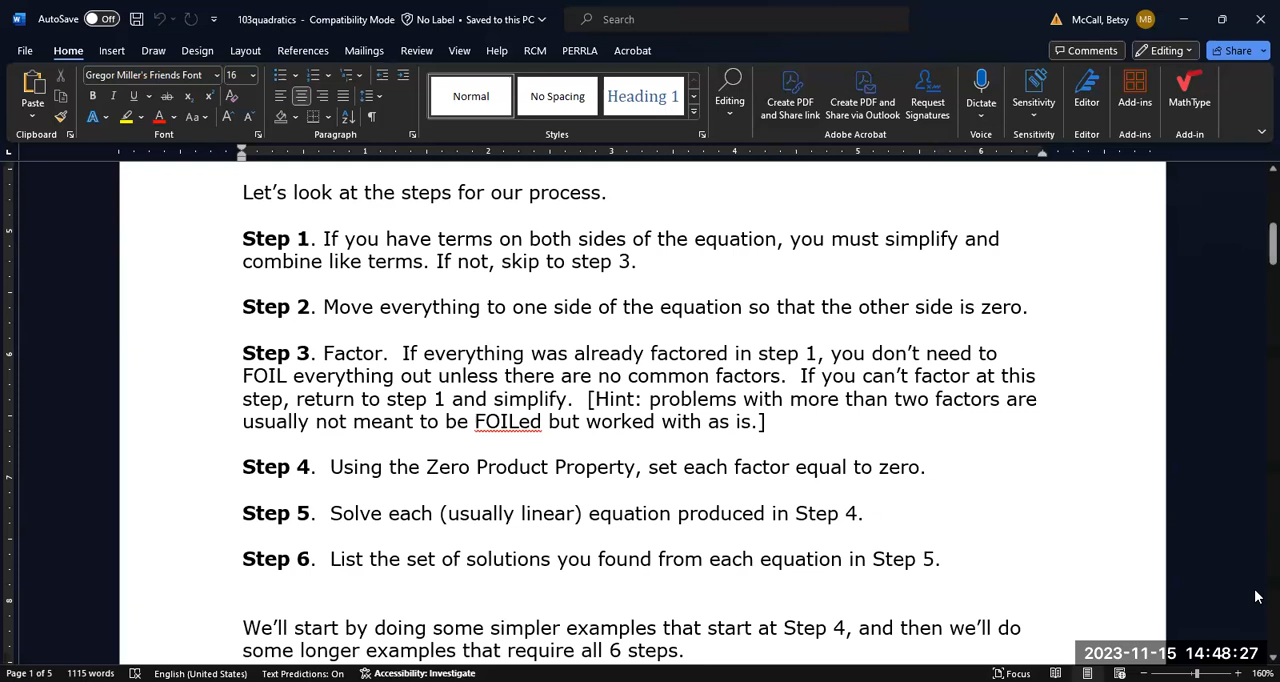 AutoSave Off 103quadratics - Compatibility Mode No Label • Saved to this PC Search McCall, Betsy MB
File Home Insert Draw Design Layout References Mailings Review View Help RCM PERRLA Acrobat Comments Editing Share
Gregor Miller's Friends Font 16
Paste
Normal No Spacing Heading 1
Editing
Create PDF and Share link
Create PDF and Share via Outlook
Request Signatures
Dictate
Sensitivity
Editor
Add-ins
MathType
Clipboard Font Paragraph Styles Adobe Acrobat Voice Sensitivity Editor Add-ins Add-in
1 2 3 4 5 6
Let's look at the steps for our process.
Step 1. If you have terms on both sides of the equation, you must simplify and
combine like terms. If not, skip to step 3.
Step 2. Move everything to one side of the equation so that the other side is zero.
Step 3. Factor. If everything was already factored in step 1, you don't need to
FOIL everything out unless there are no common factors. If you can't factor at this
step, return to step 1 and simplify. [Hint: problems with more than two factors are
usually not meant to be FOILed but worked with as is.]
Step 4. Using the Zero Product Property, set each factor equal to zero.
Step 5. Solve each (usually linear) equation produced in Step 4.
Step 6. List the set of solutions you found from each equation in Step 5.
We'll start by doing some simpler examples that start at Step 4, and then we'll do
some longer examples that require all 6 steps.
2023-11-15 14:48:27
Page 1 of 5 1115 words English (United States) Text Predictions: On Accessibility: Investigate Focus 160%